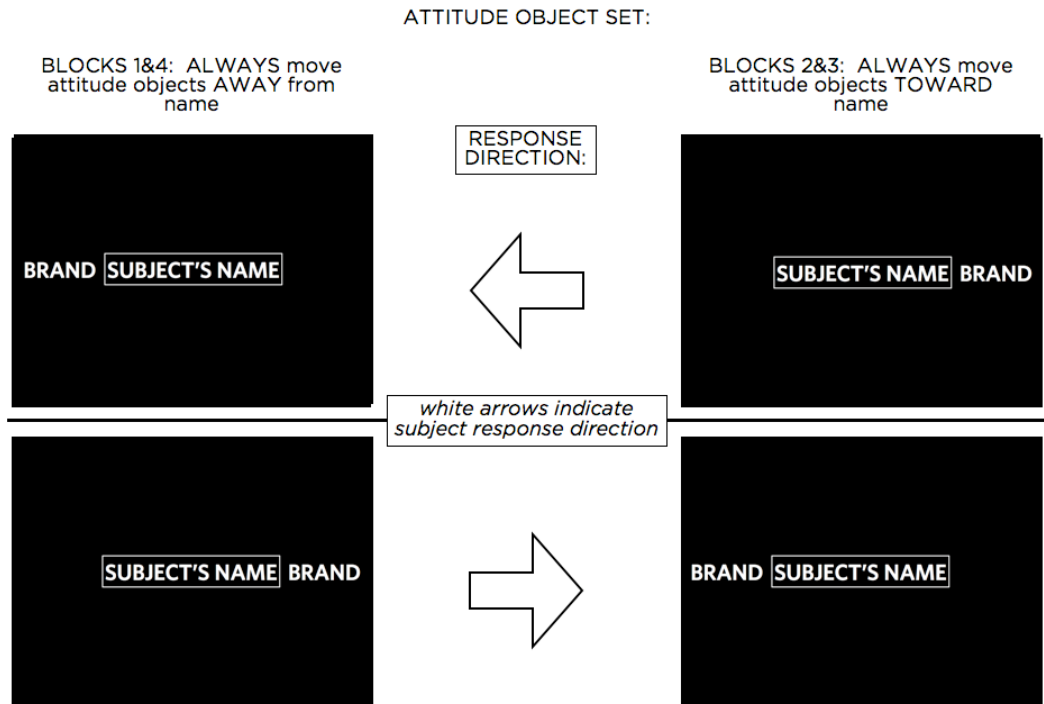 ATTITUDE OBJECT SET:
BLOCKS 1&4: ALWAYS move
attitude objects AWAY from
name
BLOCKS 2&3: ALWAYS move
attitude objects TOWARD
name
RESPONSE
DIRECTION:
BRAND SUBJECT'S NAME
SUBJECT'S NAME BRAND
white arrows indicate
subject response direction
SUBJECT'S NAME BRAND
BRAND SUBJECT'S NAME